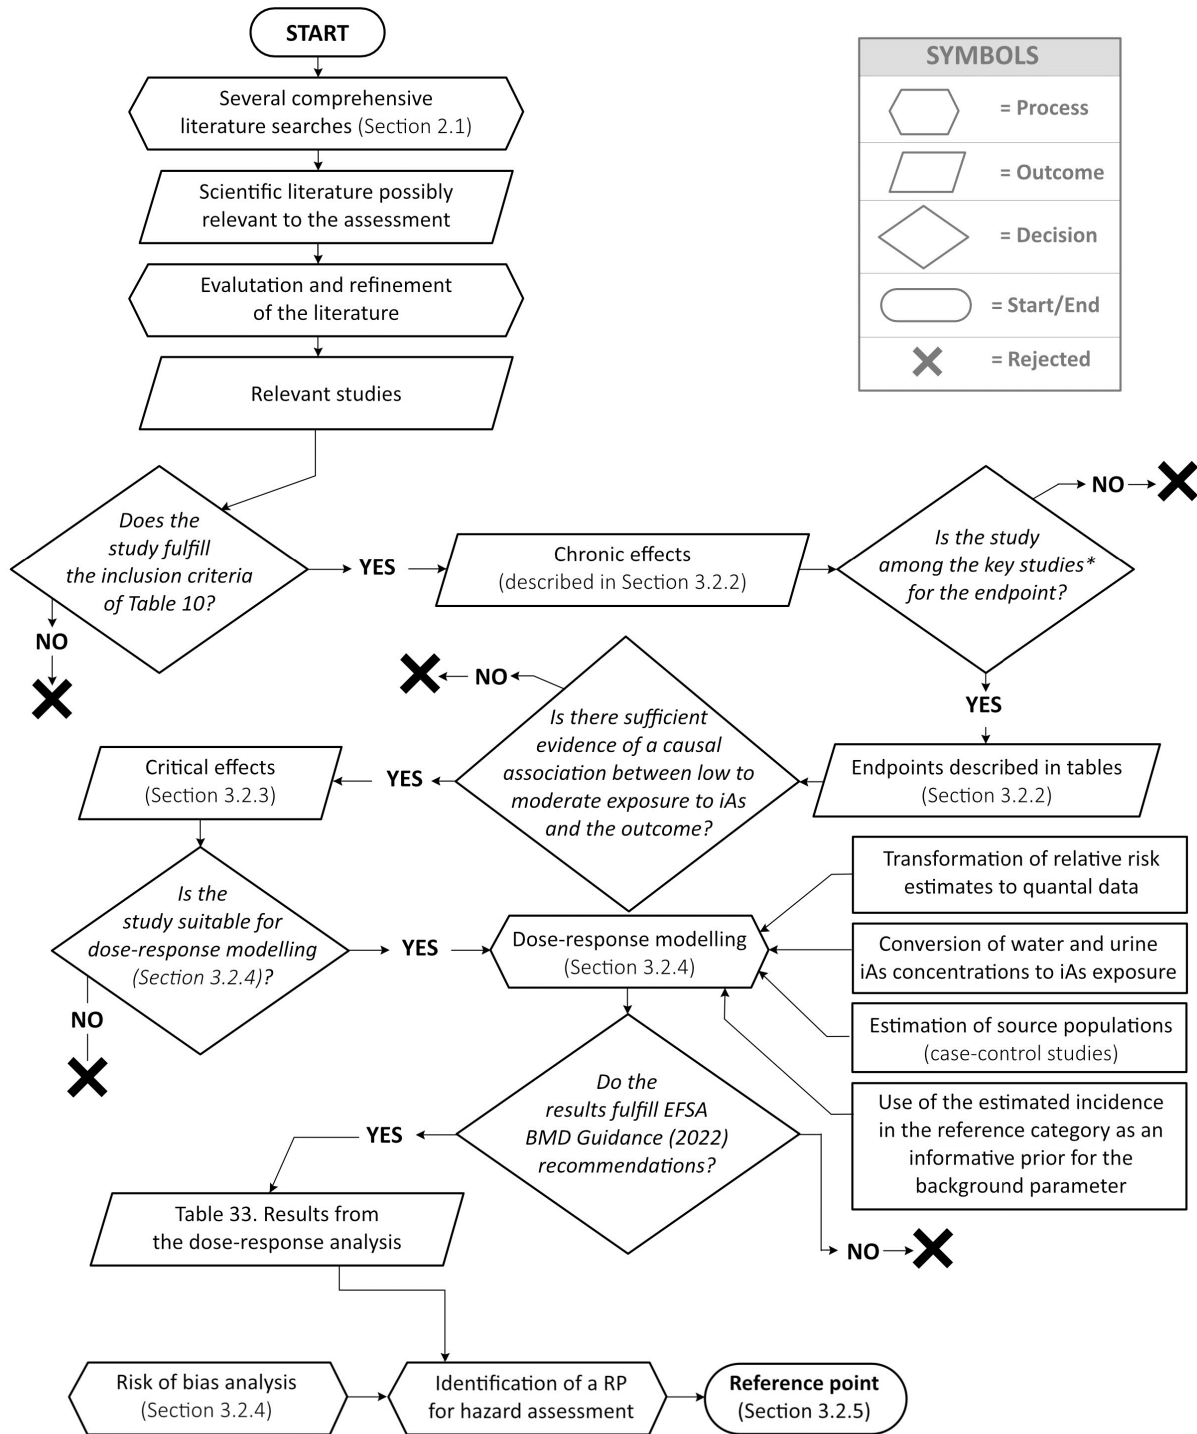 START
Several comprehensive
literature searches (Section 2.1)
Scientific literature possibly
relevant to the assessment
Evalutation and refinement
of the literature
Relevant studies
SYMBOLS
= Process
= Outcome
= Decision
= Start/End
= Rejected
Does the
study fulfill
the inclusion criteria
of Table 10?
NO
YES
Chronic effects
(described in Section 3.2.2)
Is the study
among the key studies*
for the endpoint?
NO
YES
Endpoints described in tables
(Section 3.2.2)
Is there sufficient
evidence of a causal
association between low to
moderate exposure to iAs
and the outcome?
NO
YES
Critical effects
(Section 3.2.3)
Is the
study suitable for
dose-response modelling
(Section 3.2.4)?
NO
YES
Dose-response modelling
(Section 3.2.4)
Transformation of relative risk
estimates to quantal data
Conversion of water and urine
iAs concentrations to iAs exposure
Estimation of source populations
(case-control studies)
Use of the estimated incidence
in the reference category as an
informative prior for the
background parameter
Do the
results fulfill EFSA
BMD Guidance (2022)
recommendations?
YES
NO
Table 33. Results from
the dose-response analysis
Risk of bias analysis
(Section 3.2.4)
Identification of a RP
for hazard assessment
Reference point
(Section 3.2.5)